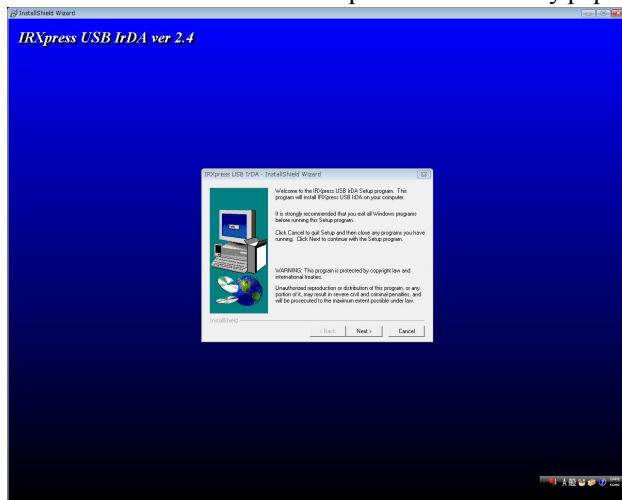 InstallShield Wizard
IRXpress USB IrDA ver 2.4
IRXpress USB IrDA - InstallShield Wizard
Welcome to the IRXpress USB IrDA Setup program. This
program will install IRXpress USB IrDA on your computer.
It is strongly recommended that you exit all Windows programs
before running this Setup program.
Click Cancel to quit Setup and then close any programs you have
running. Click Next to continue with the Setup program.
WARNING: This program is protected by copyright law and
international treaties.
Unauthorized reproduction or distribution of this program, or any
portion of it, may result in severe civil and criminal penalties, and
will be prosecuted to the maximum extent possible under law.
InstallShield
< Back Next > Cancel
A 般